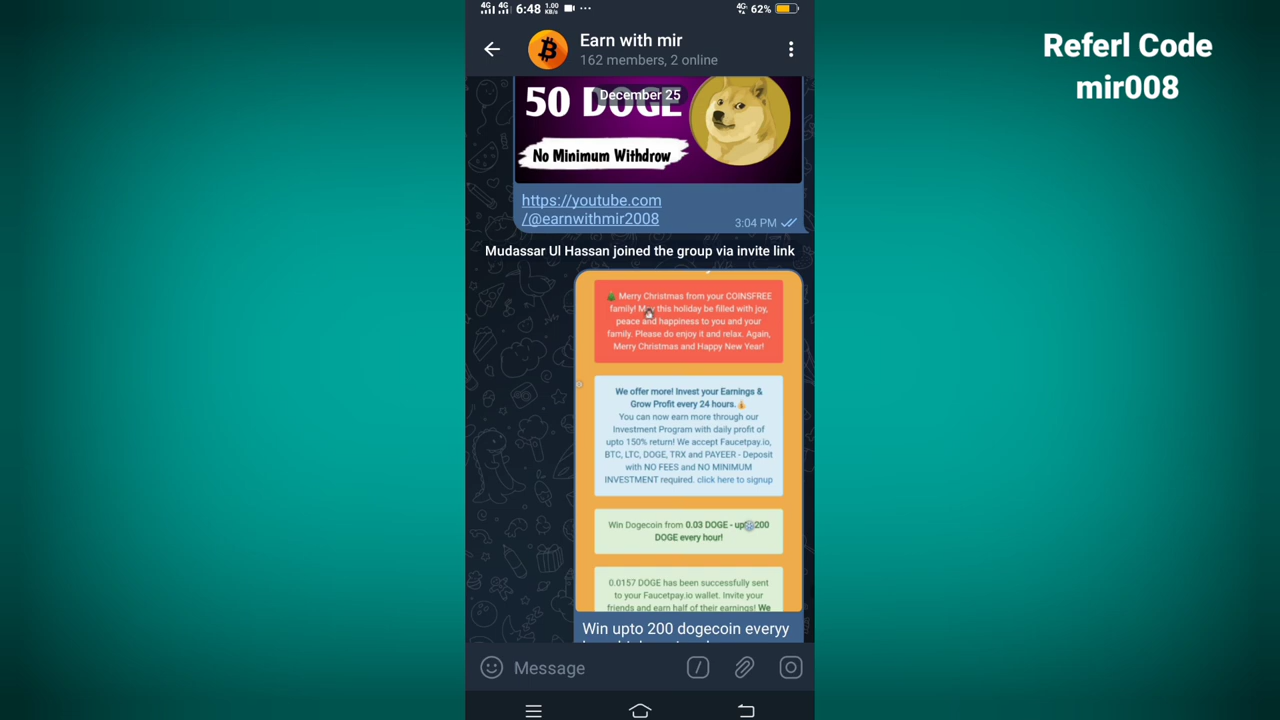 4G 4G 6:48 1.00 KB/s ... 4G 62%
Referl Code
mir008
Earn with mir
162 members, 2 online
December 25
50 DOGE
No Minimum Withdrow
https://youtube.com
/@earnwithmir2008
3:04 PM
Mudassar Ul Hassan joined the group via invite link
Merry Christmas from your COINSFREE
family! May this holiday be filled with joy,
peace and happiness to you and your
family. Please do enjoy it and relax. Again,
Merry Christmas and Happy New Year!
We offer more! Invest your Earnings &
Grow Profit every 24 hours.
You can now earn more through our
Investment Program with daily profit of
upto 150% return! We accept Faucetpay.io,
BTC, LTC, DOGE, TRX and PAYEER - Deposit
with NO FEES and NO MINIMUM
INVESTMENT required. click here to signup
Win Dogecoin from 0.03 DOGE - upto 200
DOGE every hour!
0.0157 DOGE has been successfully sent
to your Faucetpay.io wallet. Invite your
friends and earn half of their earnings! We
Win upto 200 dogecoin everyy
Message